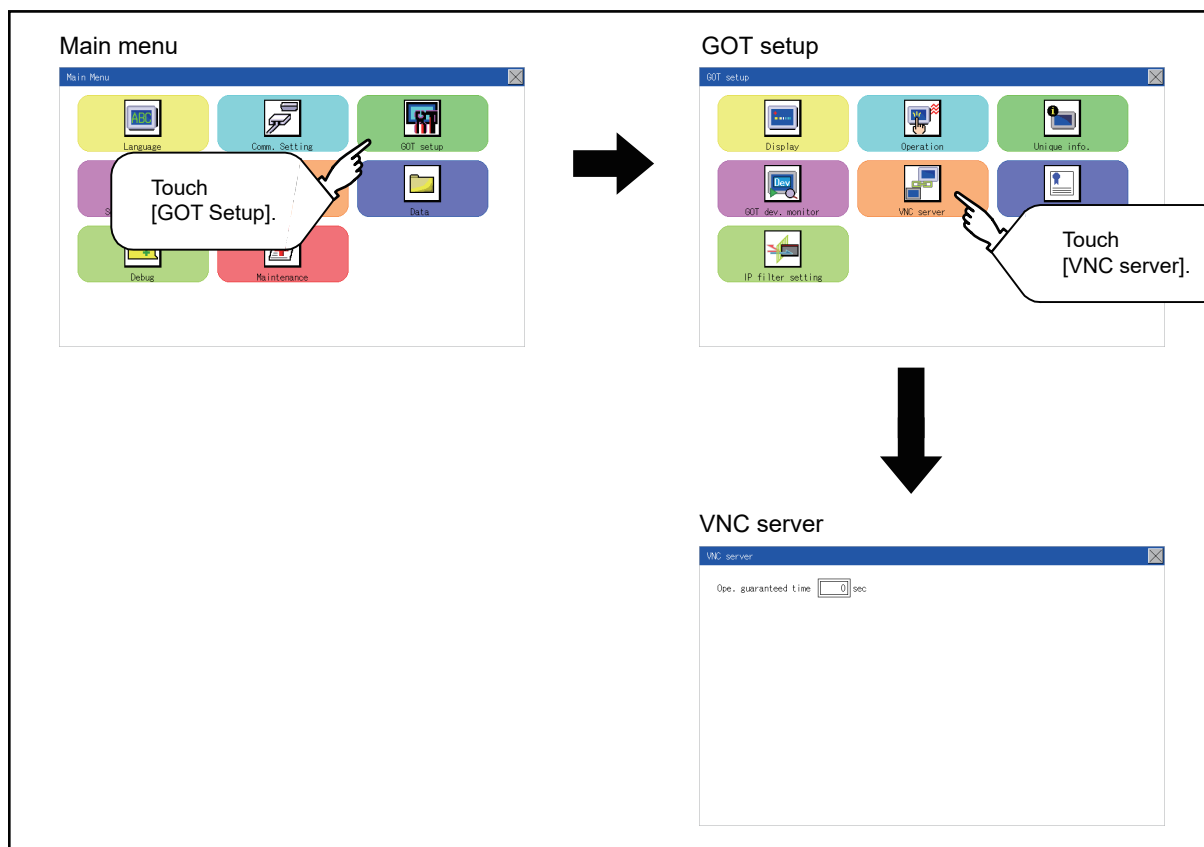 Main menu
Main Menu
Language
Comm. Setting
GOT setup
Touch
[GOT Setup].
Data
Debug
Maintenance
GOT setup
GOT setup
Display
Operation
Unique info.
GOT dev. monitor
VNC server
Touch
[VNC server].
IP filter setting
VNC server
VNC server
Ope. guaranteed time 0 sec